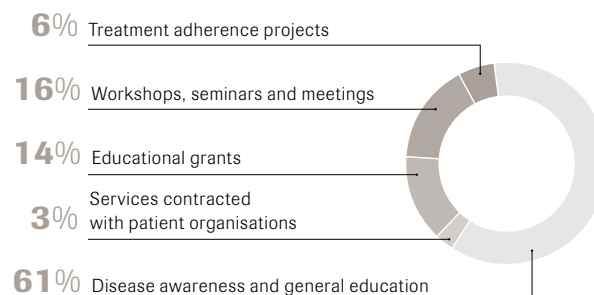 6% Treatment adherence projects
16% Workshops, seminars and meetings
14% Educational grants
Services contracted
3% with patient organisations
61% Disease awareness and general education